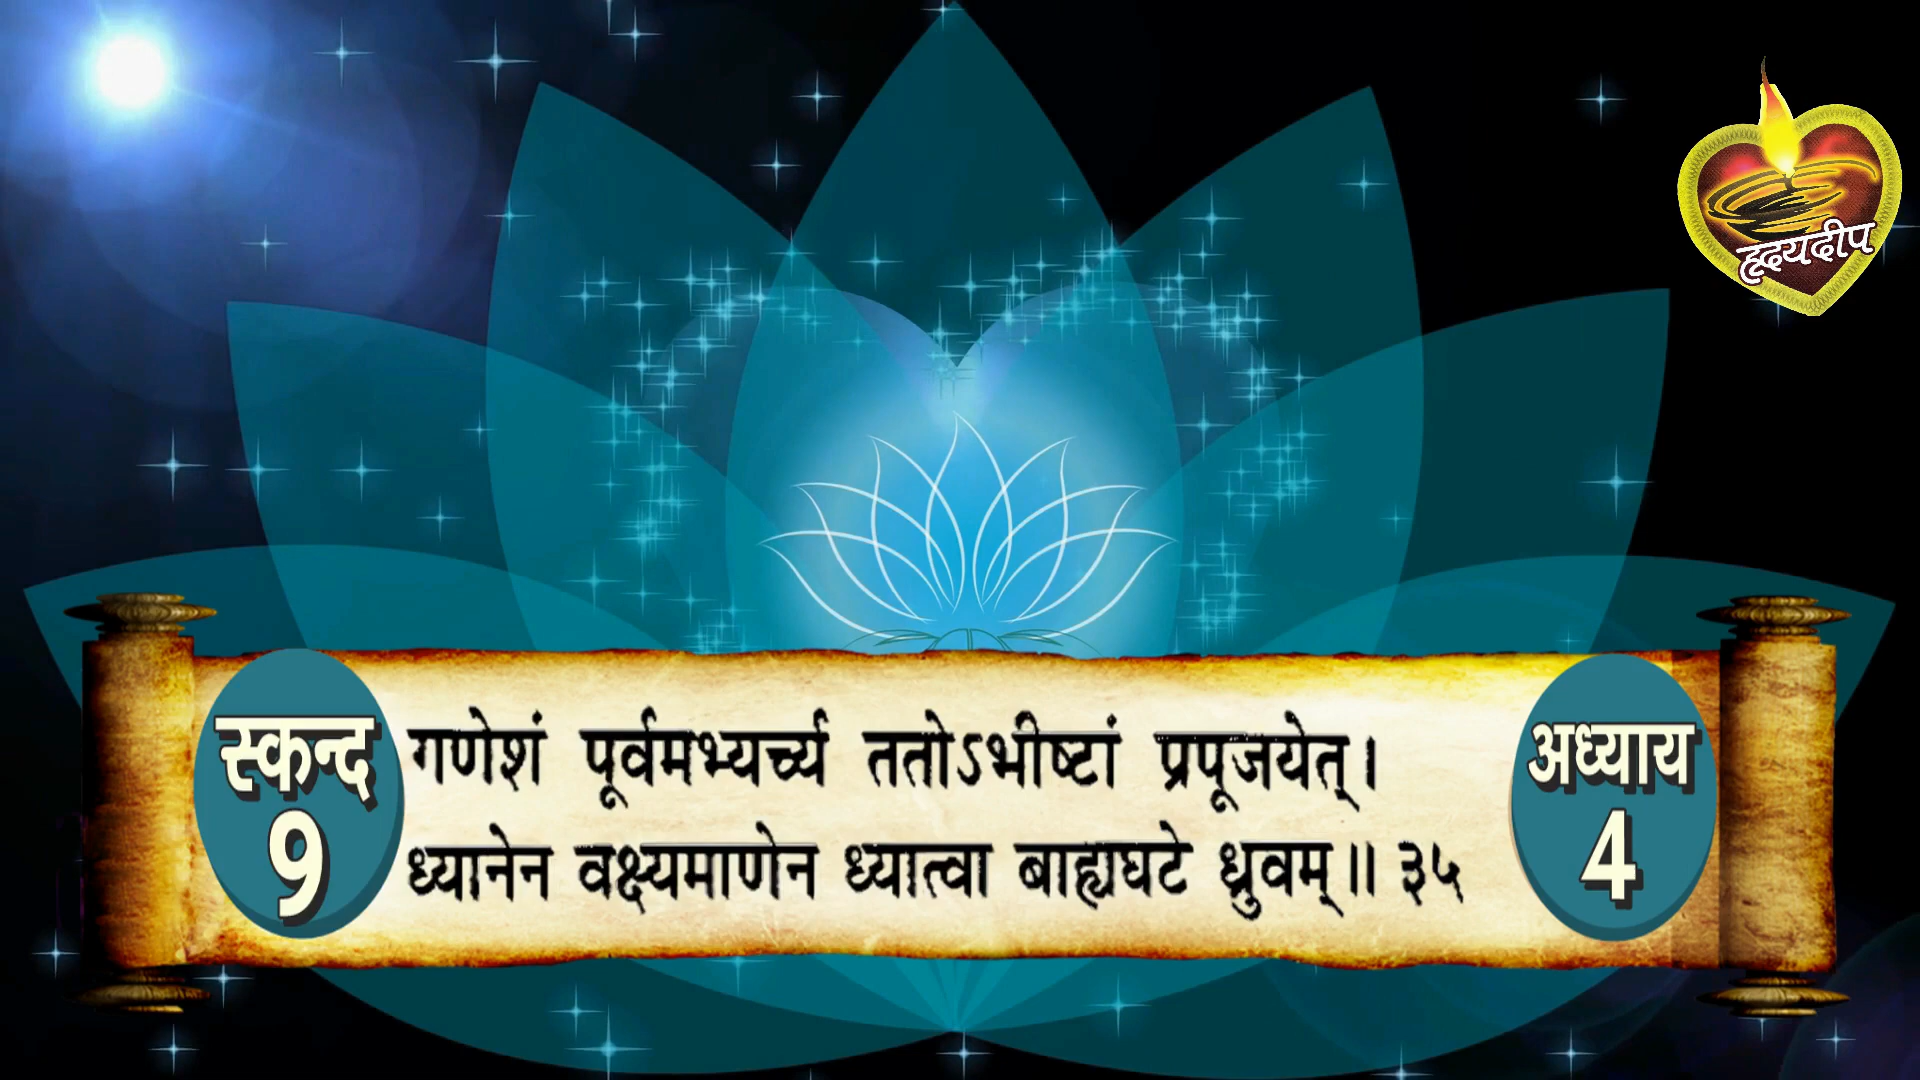 हृदयदीप
स्कन्द
9
गणेशं पूर्वमभ्यर्च्य ततोऽभीष्टां प्रपूजयेत्।
ध्यानेन वक्ष्यमाणेन ध्यात्वा बाह्यघटे ध्रुवम्॥ ३५
अध्याय
4